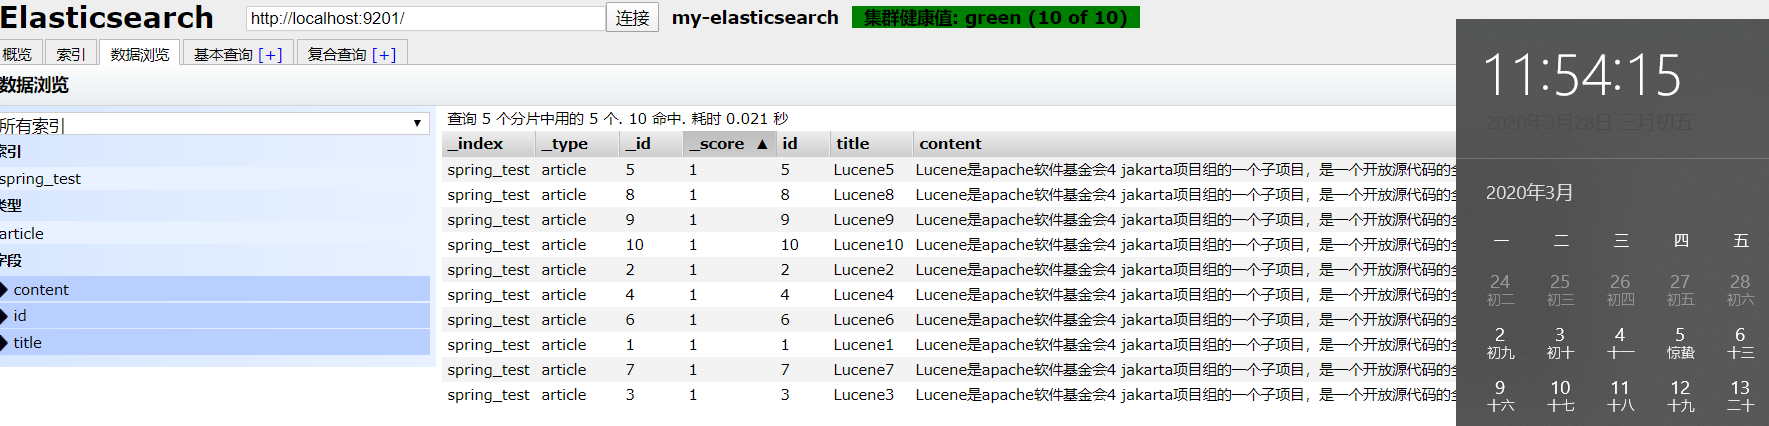 Elasticsearch http://localhost:9201/ 连接 my-elasticsearch 集群健康值: green (10 of 10)
概览 索引 数据浏览 基本查询 [+] 复合查询 [+]
数据浏览
所有索引
索引
spring_test
类型
article
字段
content
id
title
查询 5 个分片中用的 5 个. 10 命中. 耗时 0.021 秒
_index _type _id _score ▲ id title content
spring_test article 5 1 5 Lucene5 Lucene是apache软件基金会4 jakarta项目组的一个子项目，是一个开放源代码的
spring_test article 8 1 8 Lucene8 Lucene是apache软件基金会4 jakarta项目组的一个子项目，是一个开放源代码的
spring_test article 9 1 9 Lucene9 Lucene是apache软件基金会4 jakarta项目组的一个子项目，是一个开放源代码的
spring_test article 10 1 10 Lucene10 Lucene是apache软件基金会4 jakarta项目组的一个子项目，是一个开放源代码的
spring_test article 2 1 2 Lucene2 Lucene是apache软件基金会4 jakarta项目组的一个子项目，是一个开放源代码的
spring_test article 4 1 4 Lucene4 Lucene是apache软件基金会4 jakarta项目组的一个子项目，是一个开放源代码的
spring_test article 6 1 6 Lucene6 Lucene是apache软件基金会4 jakarta项目组的一个子项目，是一个开放源代码的
spring_test article 1 1 1 Lucene1 Lucene是apache软件基金会4 jakarta项目组的一个子项目，是一个开放源代码的
spring_test article 7 1 7 Lucene7 Lucene是apache软件基金会4 jakarta项目组的一个子项目，是一个开放源代码的
spring_test article 3 1 3 Lucene3 Lucene是apache软件基金会4 jakarta项目组的一个子项目，是一个开放源代码的
11:54:15
2020年3月28日 三月初五
2020年3月
一 二 三 四 五
24 25 26 27 28
初二 初三 初四 初五 初六
2 3 4 5 6
初九 初十 十一 惊蛰 十三
9 10 11 12 13
十六 十七 十八 十九 二十